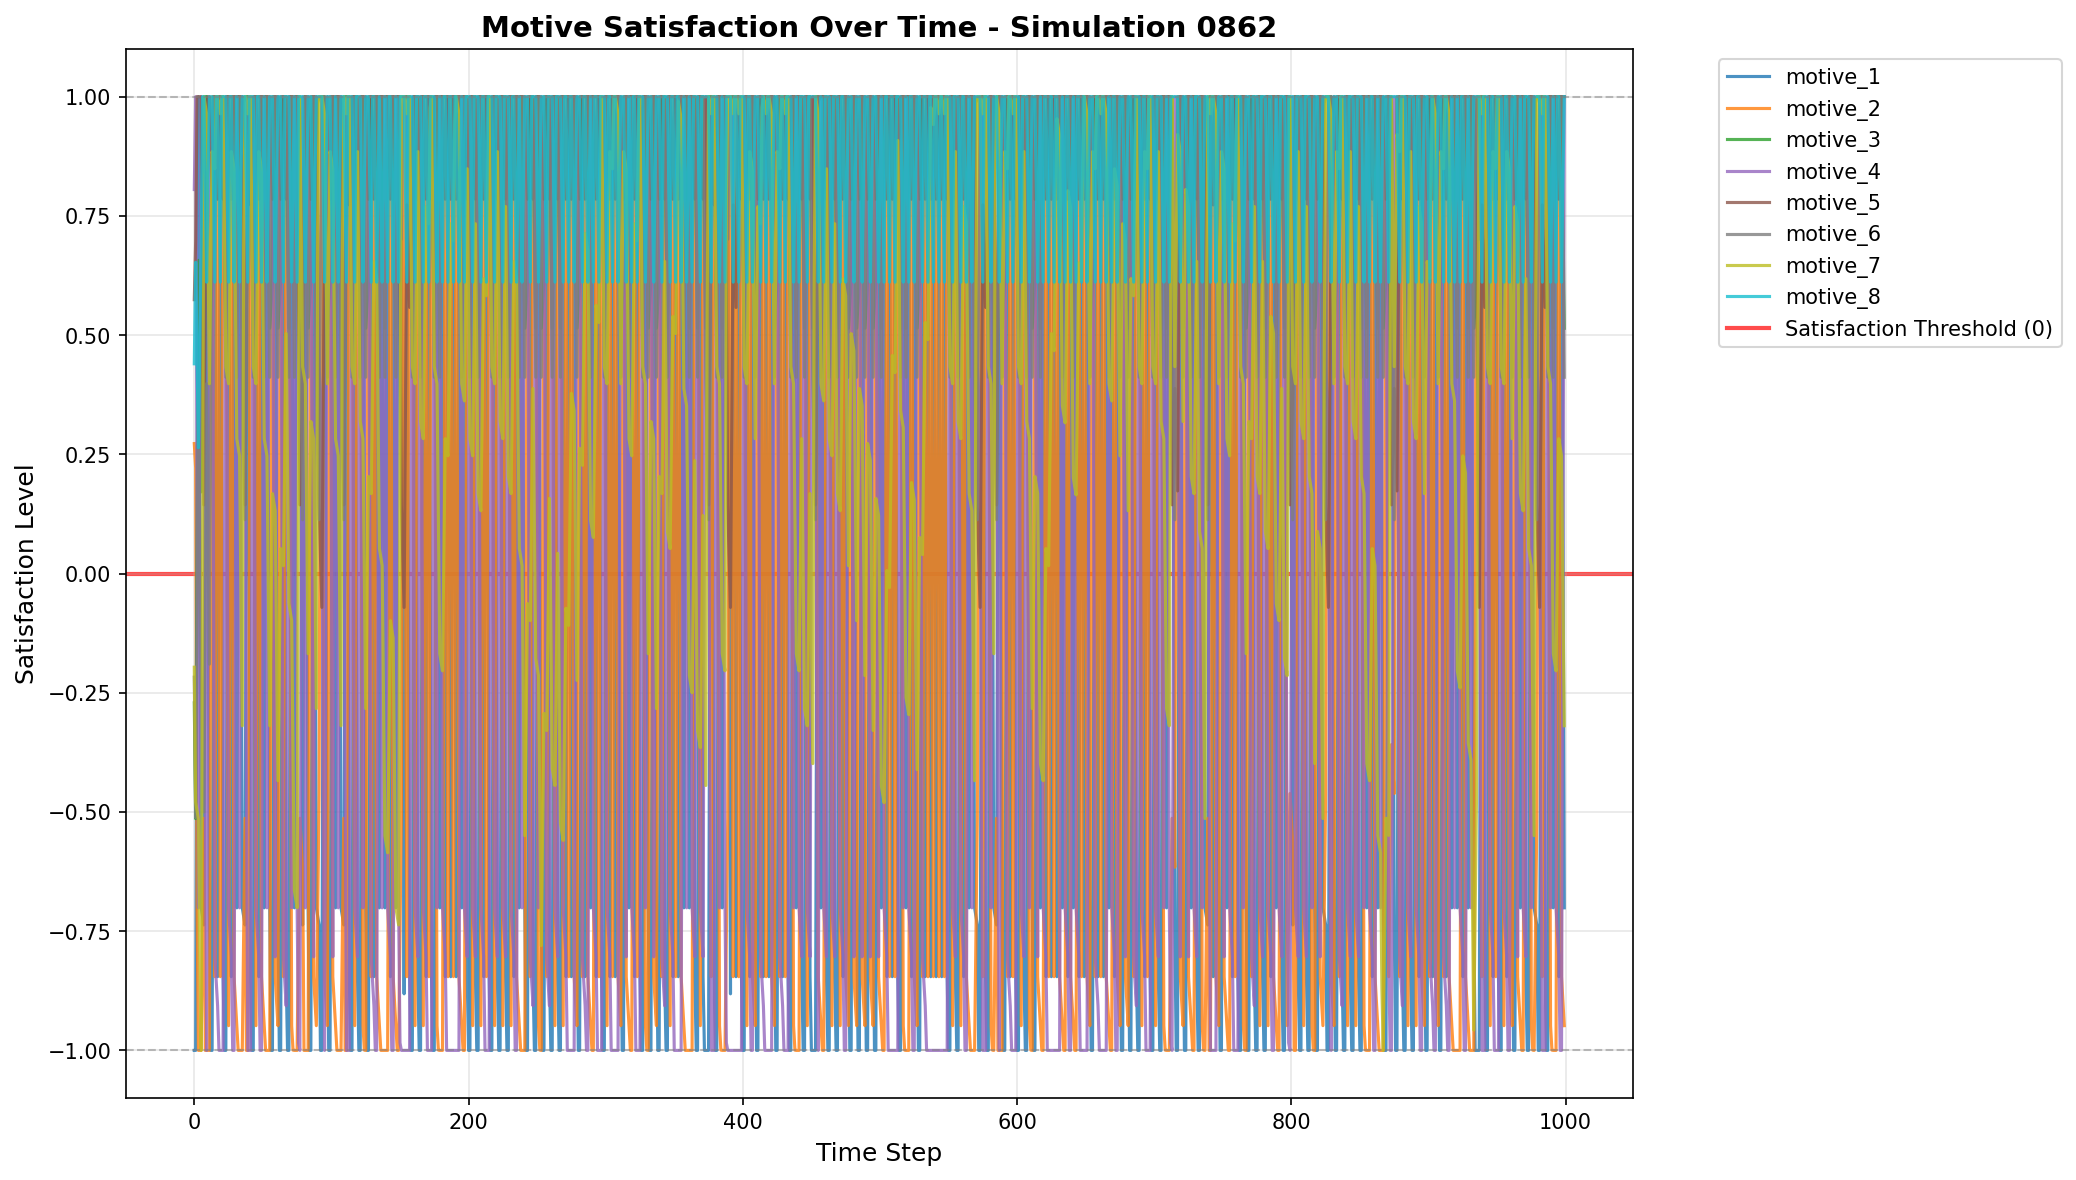 Motive Satisfaction Over Time - Simulation 0862
Satisfaction Level
1.00
0.75
0.50
0.25
0.00
−0.25
−0.50
−0.75
−1.00
0
200
400
600
800
1000
Time Step
motive_1
motive_2
motive_3
motive_4
motive_5
motive_6
motive_7
motive_8
Satisfaction Threshold (0)